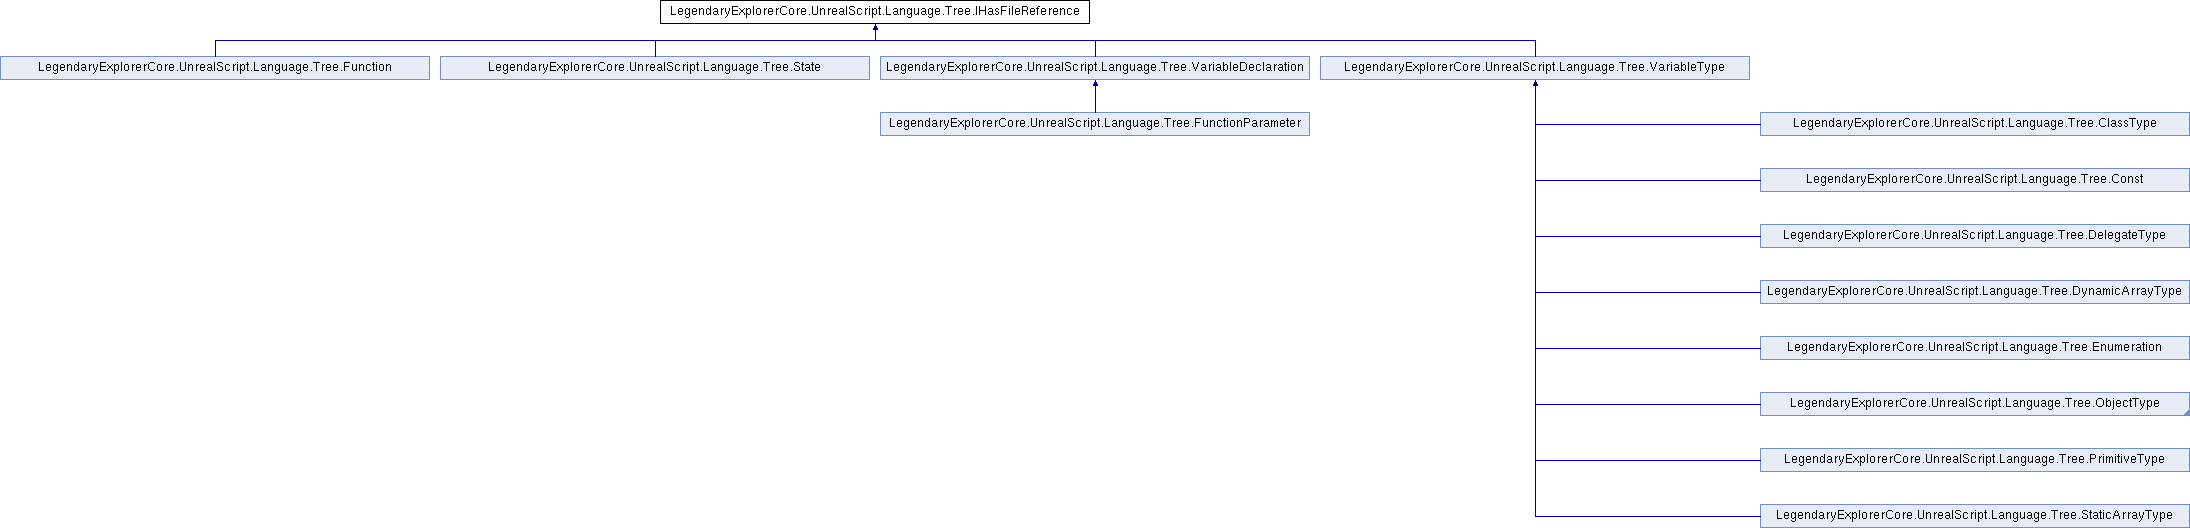 LegendaryExplorerCore.UnrealScript.Language.Tree.IHasFileReference
LegendaryExplorerCore.UnrealScript.Language.Tree.Function
LegendaryExplorerCore.UnrealScript.Language.Tree.State
LegendaryExplorerCore.UnrealScript.Language.Tree.VariableDeclaration
LegendaryExplorerCore.UnrealScript.Language.Tree.VariableType
LegendaryExplorerCore.UnrealScript.Language.Tree.FunctionParameter
LegendaryExplorerCore.UnrealScript.Language.Tree.ClassType
LegendaryExplorerCore.UnrealScript.Language.Tree.Const
LegendaryExplorerCore.UnrealScript.Language.Tree.DelegateType
LegendaryExplorerCore.UnrealScript.Language.Tree.DynamicArrayType
LegendaryExplorerCore.UnrealScript.Language.Tree.Enumeration
LegendaryExplorerCore.UnrealScript.Language.Tree.ObjectType
LegendaryExplorerCore.UnrealScript.Language.Tree.PrimitiveType
LegendaryExplorerCore.UnrealScript.Language.Tree.StaticArrayType